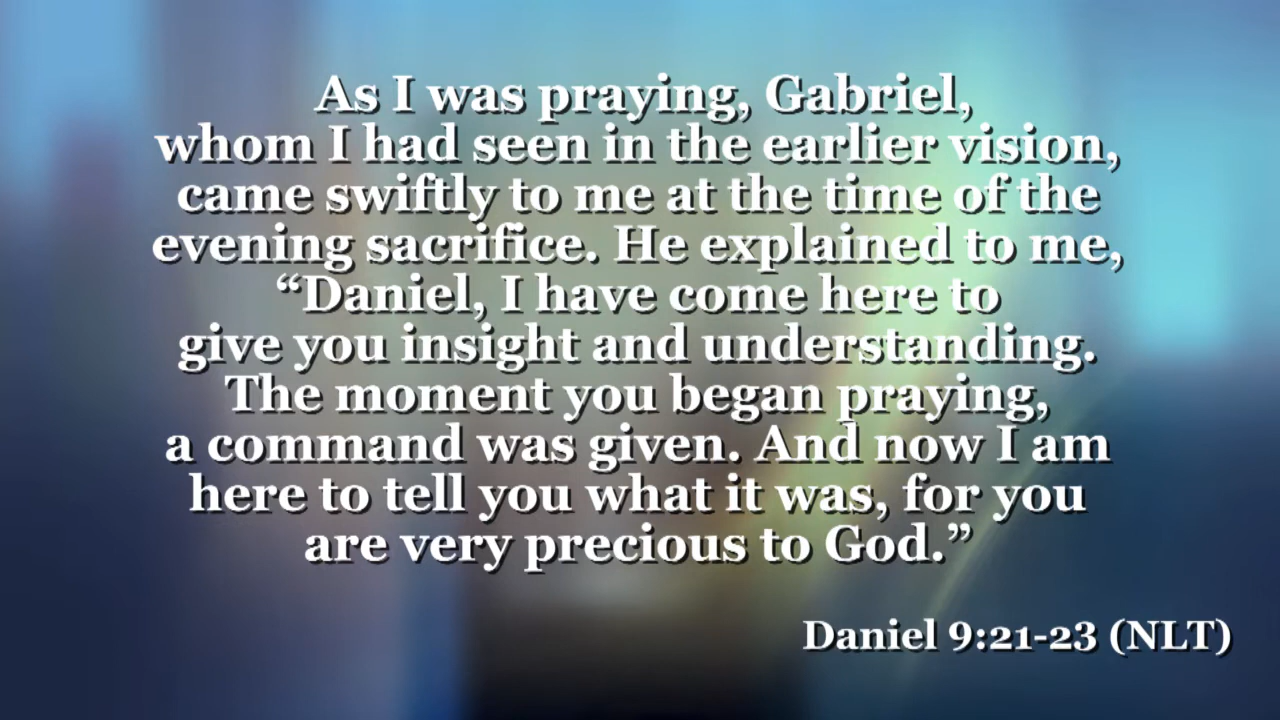 As I was praying, Gabriel,
whom I had seen in the earlier vision,
came swiftly to me at the time of the
evening sacrifice. He explained to me,
“Daniel, I have come here to
give you insight and understanding.
The moment you began praying,
a command was given. And now I am
here to tell you what it was, for you
are very precious to God.”
Daniel 9:21-23 (NLT)